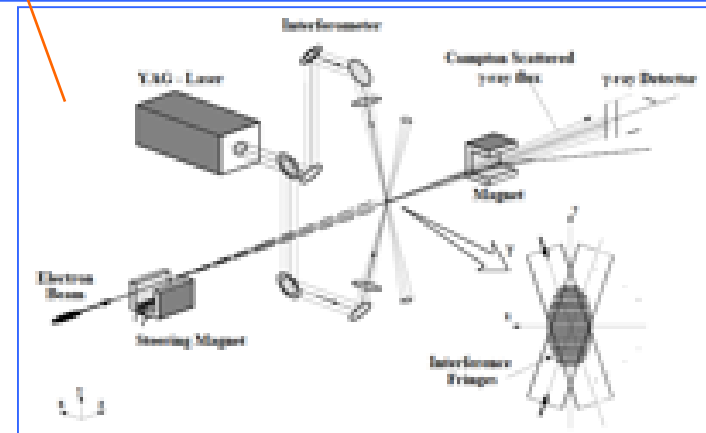 Interferometer
YAG - Laser
Compton Scattered
γ-ray flux
γ-ray Detector
Magnet
Electron
Beam
Steering Magnet
Interference
Fringes